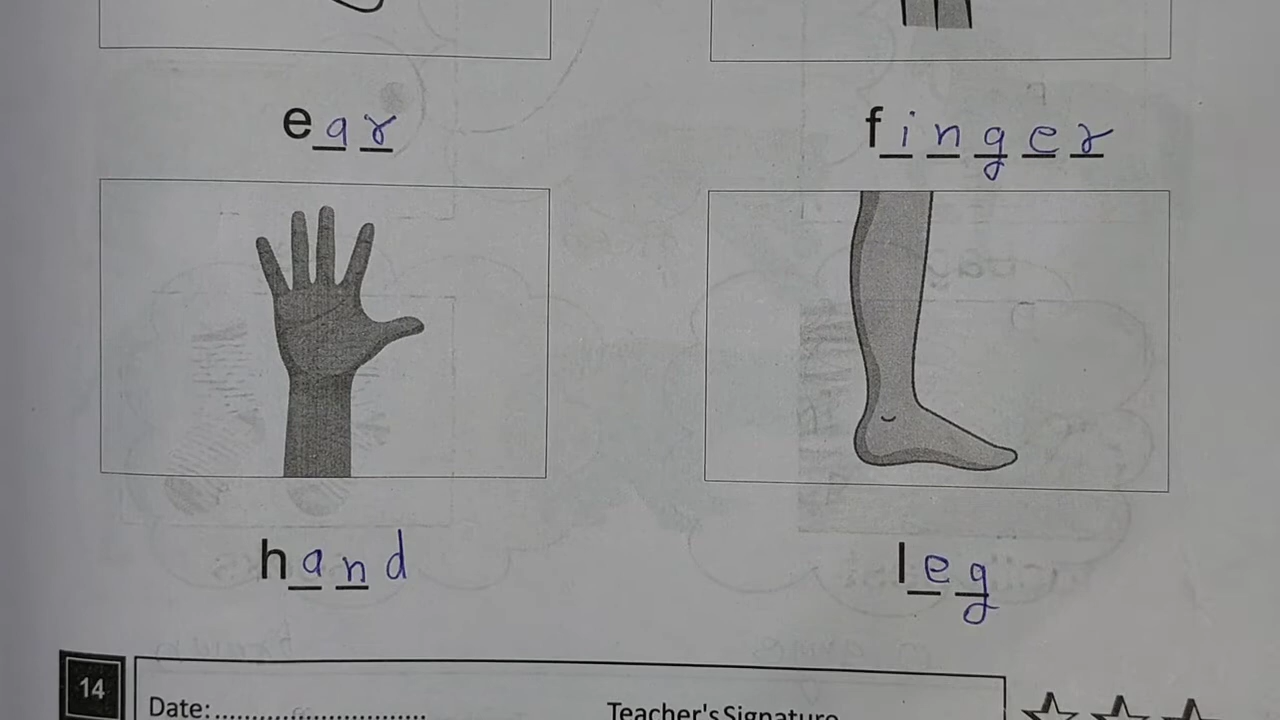 ear
finger
hand
leg
14
Date:............................
Teacher's Signature